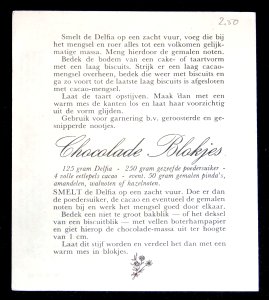 2.50
Smelt de Delfia op een zacht vuur, voeg die bij
het mengsel en roer alles tot een volkomen gelijk-
matige massa. Meng hierdoor de gemalen noten.
Bedek de bodem van een cake- of taartvorm
met een laag biscuits. Strijk er een laag cacao-
mengsel overheen, bedek die weer met biscuits en
ga zo voort tot de laatste laag biscuits is afgesloten
met cacao-mengsel.
Laat de taart opstijven. Maak dan met een
warm mes de kanten los en laat haar voorzichtig
uit de vorm glijden.
Gebruik voor garnering b.v. geroosterde en ge-
snipperde nootjes.
Chocolade Blokjes
125 gram Delfia - 250 gram gezeefde poedersuiker -
4 volle eetlepels cacao - event. 50 gram gemalen pinda's,
amandelen, walnoten of hazelnoten.
SMELT de Delfia op een zacht vuur. Doe er dan
de poedersuiker, de cacao en eventueel de gemalen
noten bij en werk het mengsel goed door elkaar.
Bedek een niet te groot bakblik — of het deksel
van een biscuitblik — met vellen boterhampapier
en giet hierop de chocolade-massa uit ter hoogte
van 1 cm.
Laat dit stijf worden en verdeel het dan met een
warm mes in blokjes.